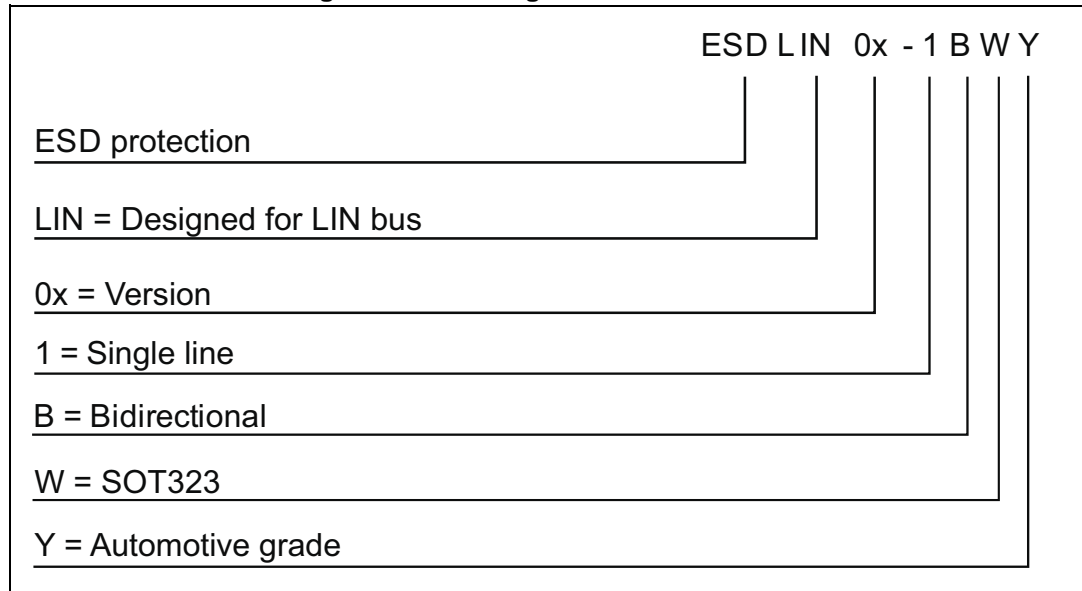 ESD LIN 0x - 1 B W Y
ESD protection
LIN = Designed for LIN bus
0x = Version
1 = Single line
B = Bidirectional
W = SOT323
Y = Automotive grade